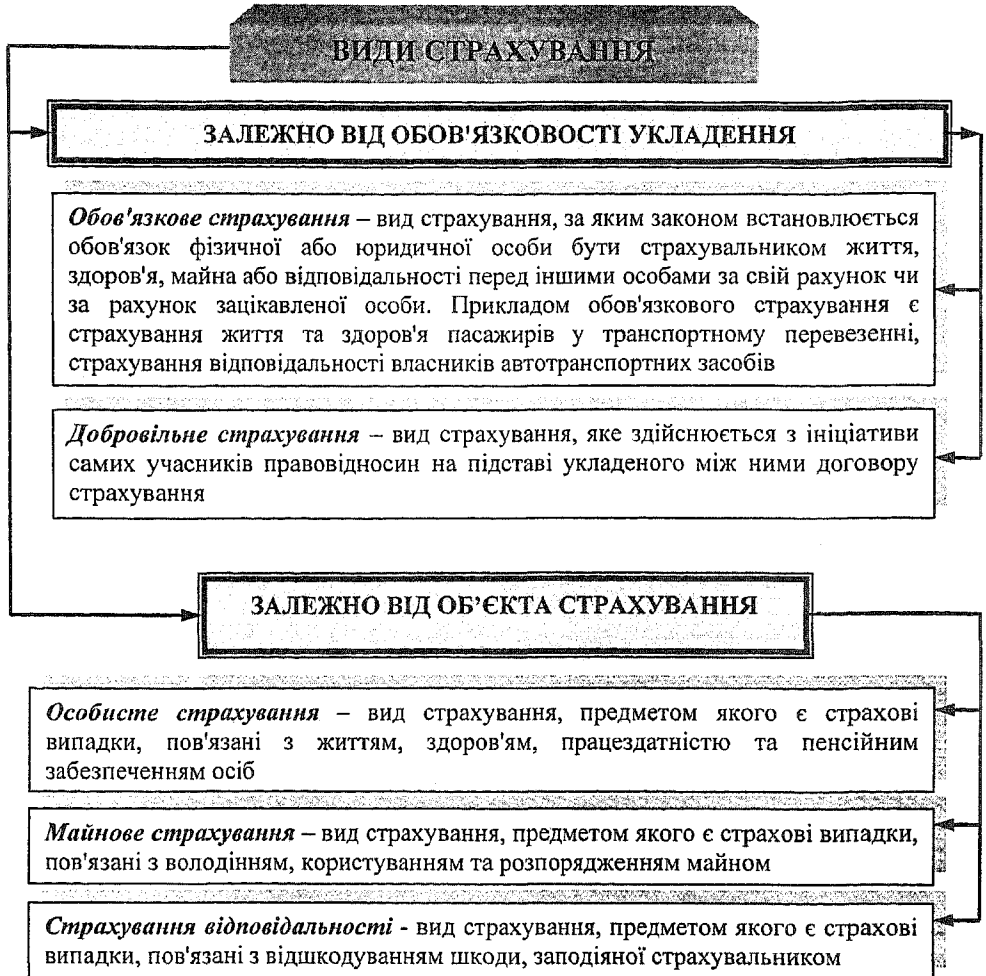 ВИДИ СТРАХУВАННЯ
ЗАЛЕЖНО ВІД ОБОВ'ЯЗКОВОСТІ УКЛАДЕННЯ
Обов'язкове страхування – вид страхування, за яким законом встановлюється
обов'язок фізичної або юридичної особи бути страхувальником життя,
здоров'я, майна або відповідальності перед іншими особами за свій рахунок чи
за рахунок зацікавленої особи. Прикладом обов'язкового страхування є
страхування життя та здоров'я пасажирів у транспортному перевезенні,
страхування відповідальності власників автотранспортних засобів
Добровільне страхування – вид страхування, яке здійснюється з ініціативи
самих учасників правовідносин на підставі укладеного між ними договору
страхування
ЗАЛЕЖНО ВІД ОБ’ЄКТА СТРАХУВАННЯ
Особисте страхування – вид страхування, предметом якого є страхові
випадки, пов'язані з життям, здоров'ям, працездатністю та пенсійним
забезпеченням осіб
Майнове страхування – вид страхування, предметом якого є страхові випадки,
пов'язані з володінням, користуванням та розпорядженням майном
Страхування відповідальності - вид страхування, предметом якого є страхові
випадки, пов'язані з відшкодуванням шкоди, заподіяної страхувальником